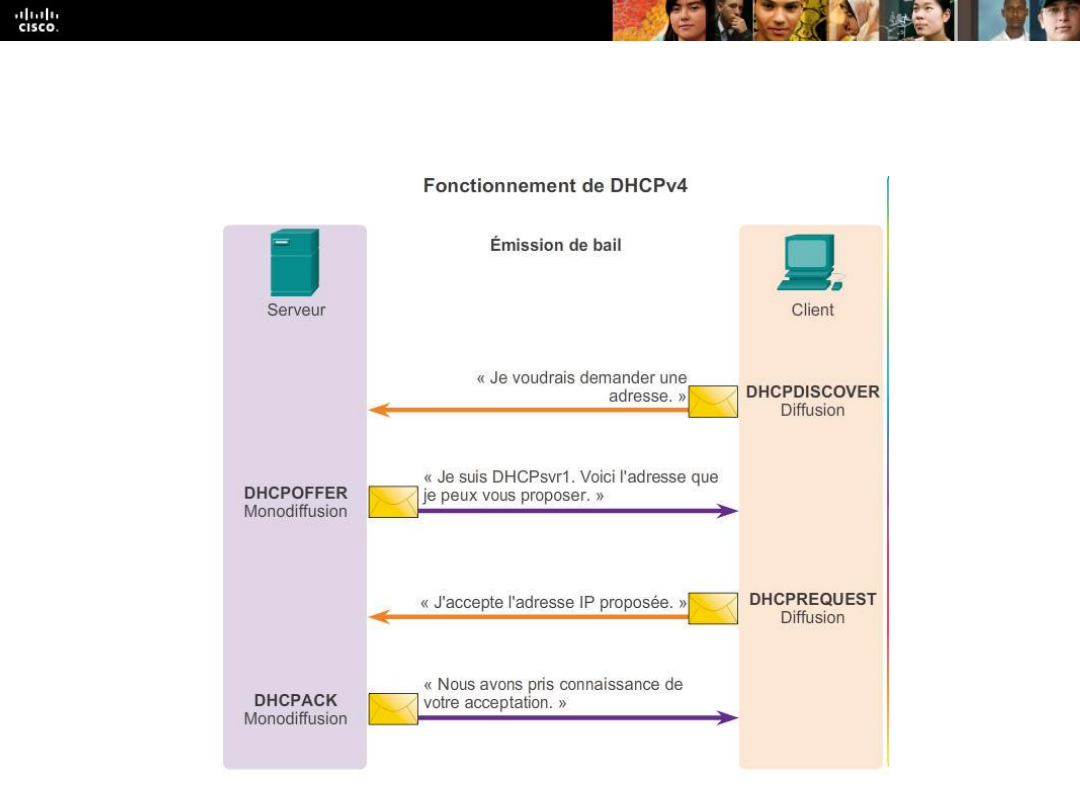 CISCO.
Fonctionnement de DHCPv4
Émission de bail
Serveur
Client
« Je voudrais demander une
adresse. »
DHCPDISCOVER
Diffusion
« Je suis DHCPsvr1. Voici l'adresse que
je peux vous proposer. »
DHCPOFFER
Monodiffusion
« J'accepte l'adresse IP proposée. »
DHCPREQUEST
Diffusion
« Nous avons pris connaissance de
votre acceptation. »
DHCPACK
Monodiffusion